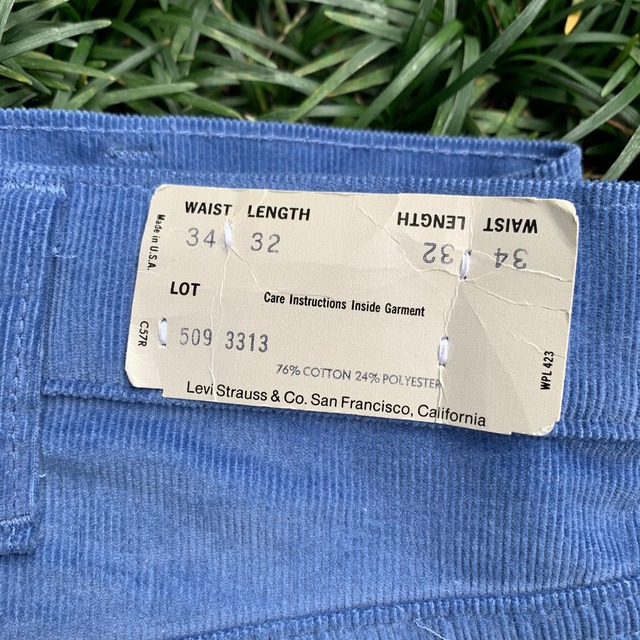 WAIST LENGTH
34 32
WAIST LENGTH
34 32
Made in U.S.A.
LOT
Care Instructions Inside Garment
C57R
509 3313
WPL 423
76% COTTON 24% POLYESTER
Levi Strauss & Co. San Francisco, California